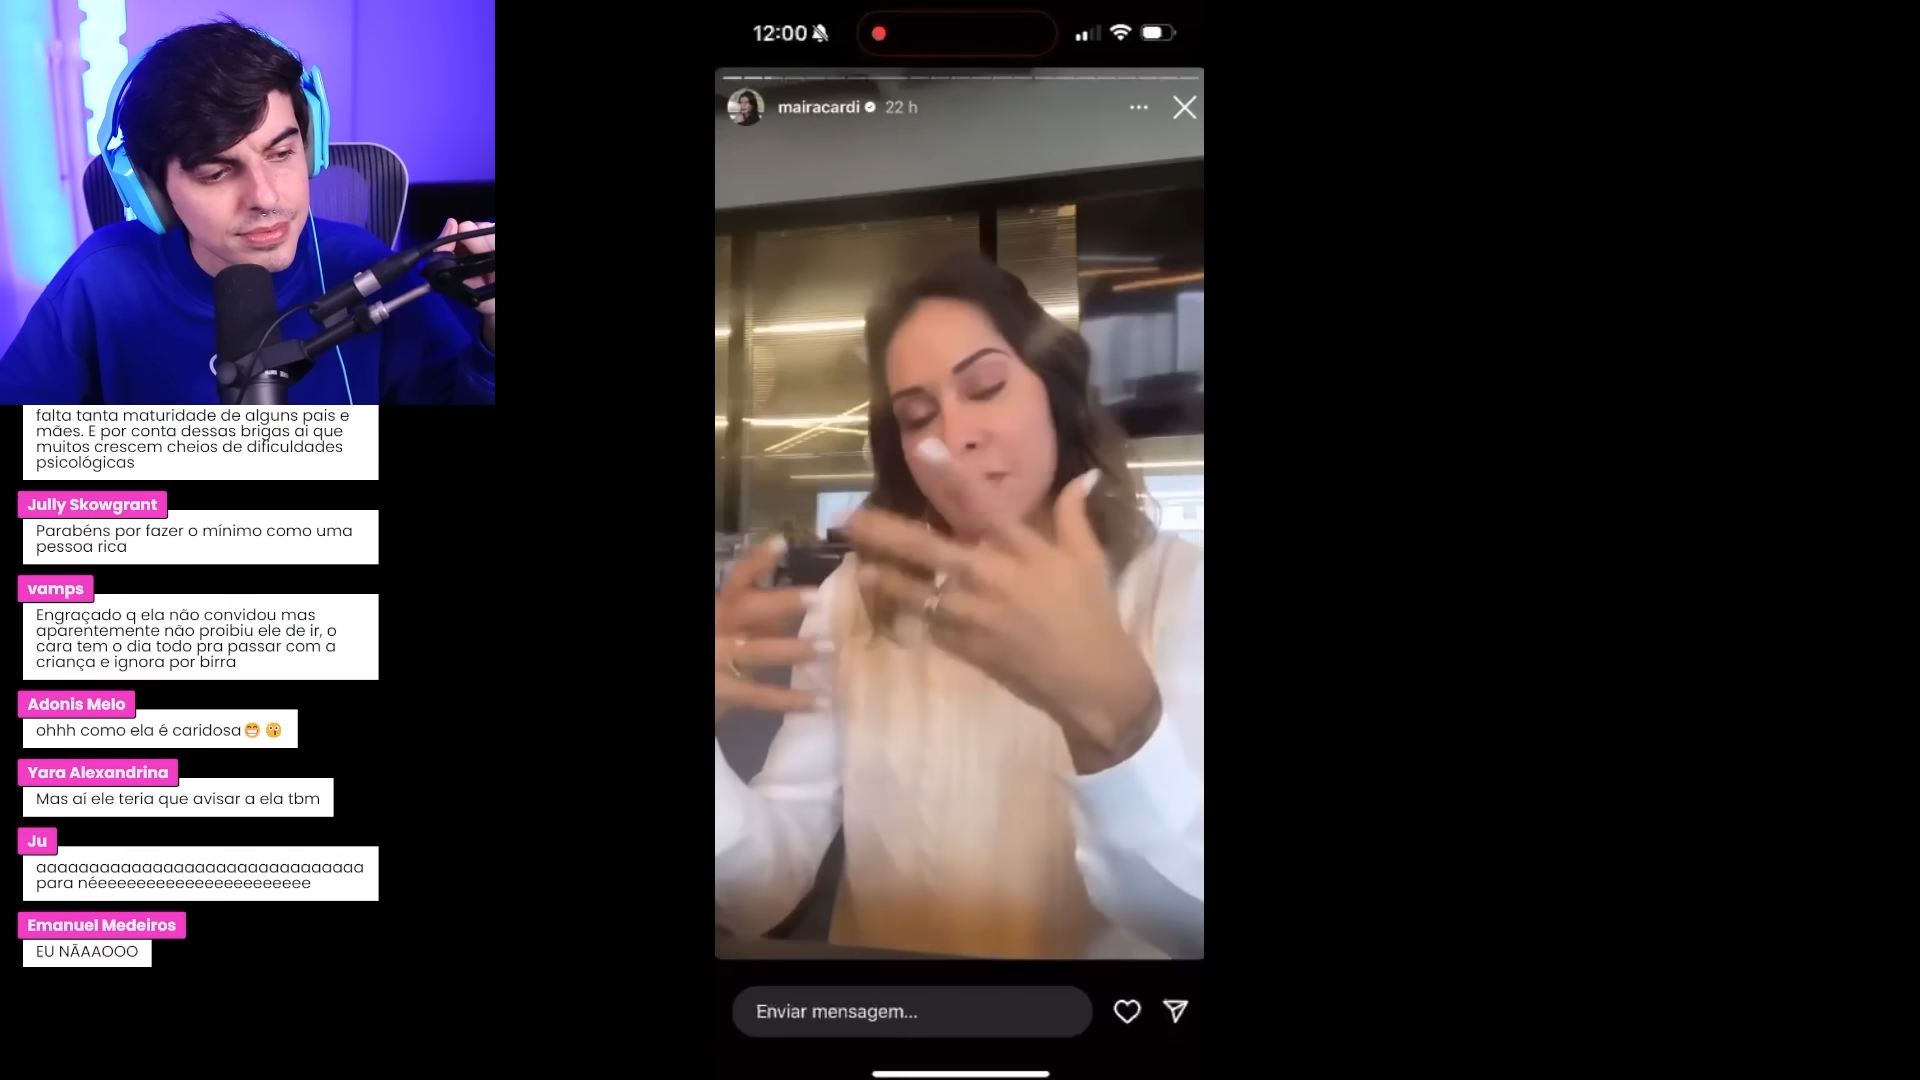 12:00
mairacardi 22 h
falta tanta maturidade de alguns pais e
mães. E por conta dessas brigas aí que
muitos crescem cheios de dificuldades
psicológicas
Jully Skowgrant
Parabéns por fazer o mínimo como uma
pessoa rica
vamps
Engraçado q ela não convidou mas
aparentemente não proibiu ele de ir, o
cara tem o dia todo pra passar com a
criança e ignora por birra
Adonis Melo
ohhh como ela é caridosa😁 😲
Yara Alexandrina
Mas aí ele teria que avisar a ela tbm
Ju
aaaaaaaaaaaaaaaaaaaaaaaaaaaaaaa
para néeeeeeeeeeeeeeeeeeeeeee
Emanuel Medeiros
EU NÃAAOOO
Enviar mensagem...